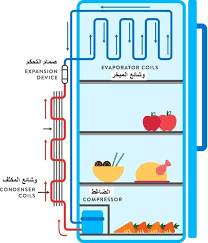 صمام التحكم
EXPANSION
DEVICE
EVAPORATOR COILS
وشائع المبخر
وشائع المكثف
CONDENSER
COILS
الضاغط
COMPRESSOR